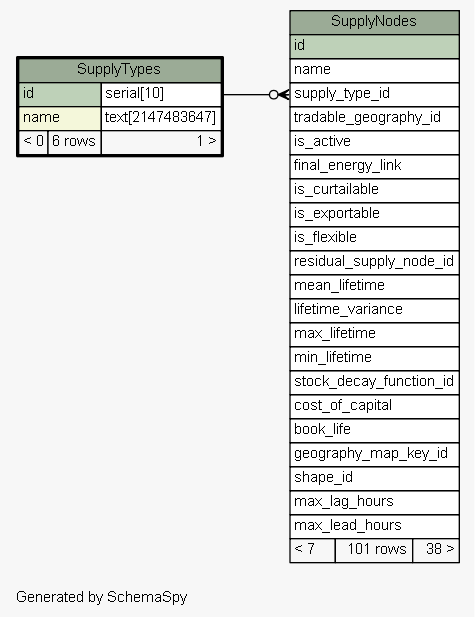 SupplyTypes
id serial[10]
name text[2147483647]
< 0 6 rows 1 >
SupplyNodes
id
name
supply_type_id
tradable_geography_id
is_active
final_energy_link
is_curtailable
is_exportable
is_flexible
residual_supply_node_id
mean_lifetime
lifetime_variance
max_lifetime
min_lifetime
stock_decay_function_id
cost_of_capital
book_life
geography_map_key_id
shape_id
max_lag_hours
max_lead_hours
< 7 101 rows 38 >
Generated by SchemaSpy